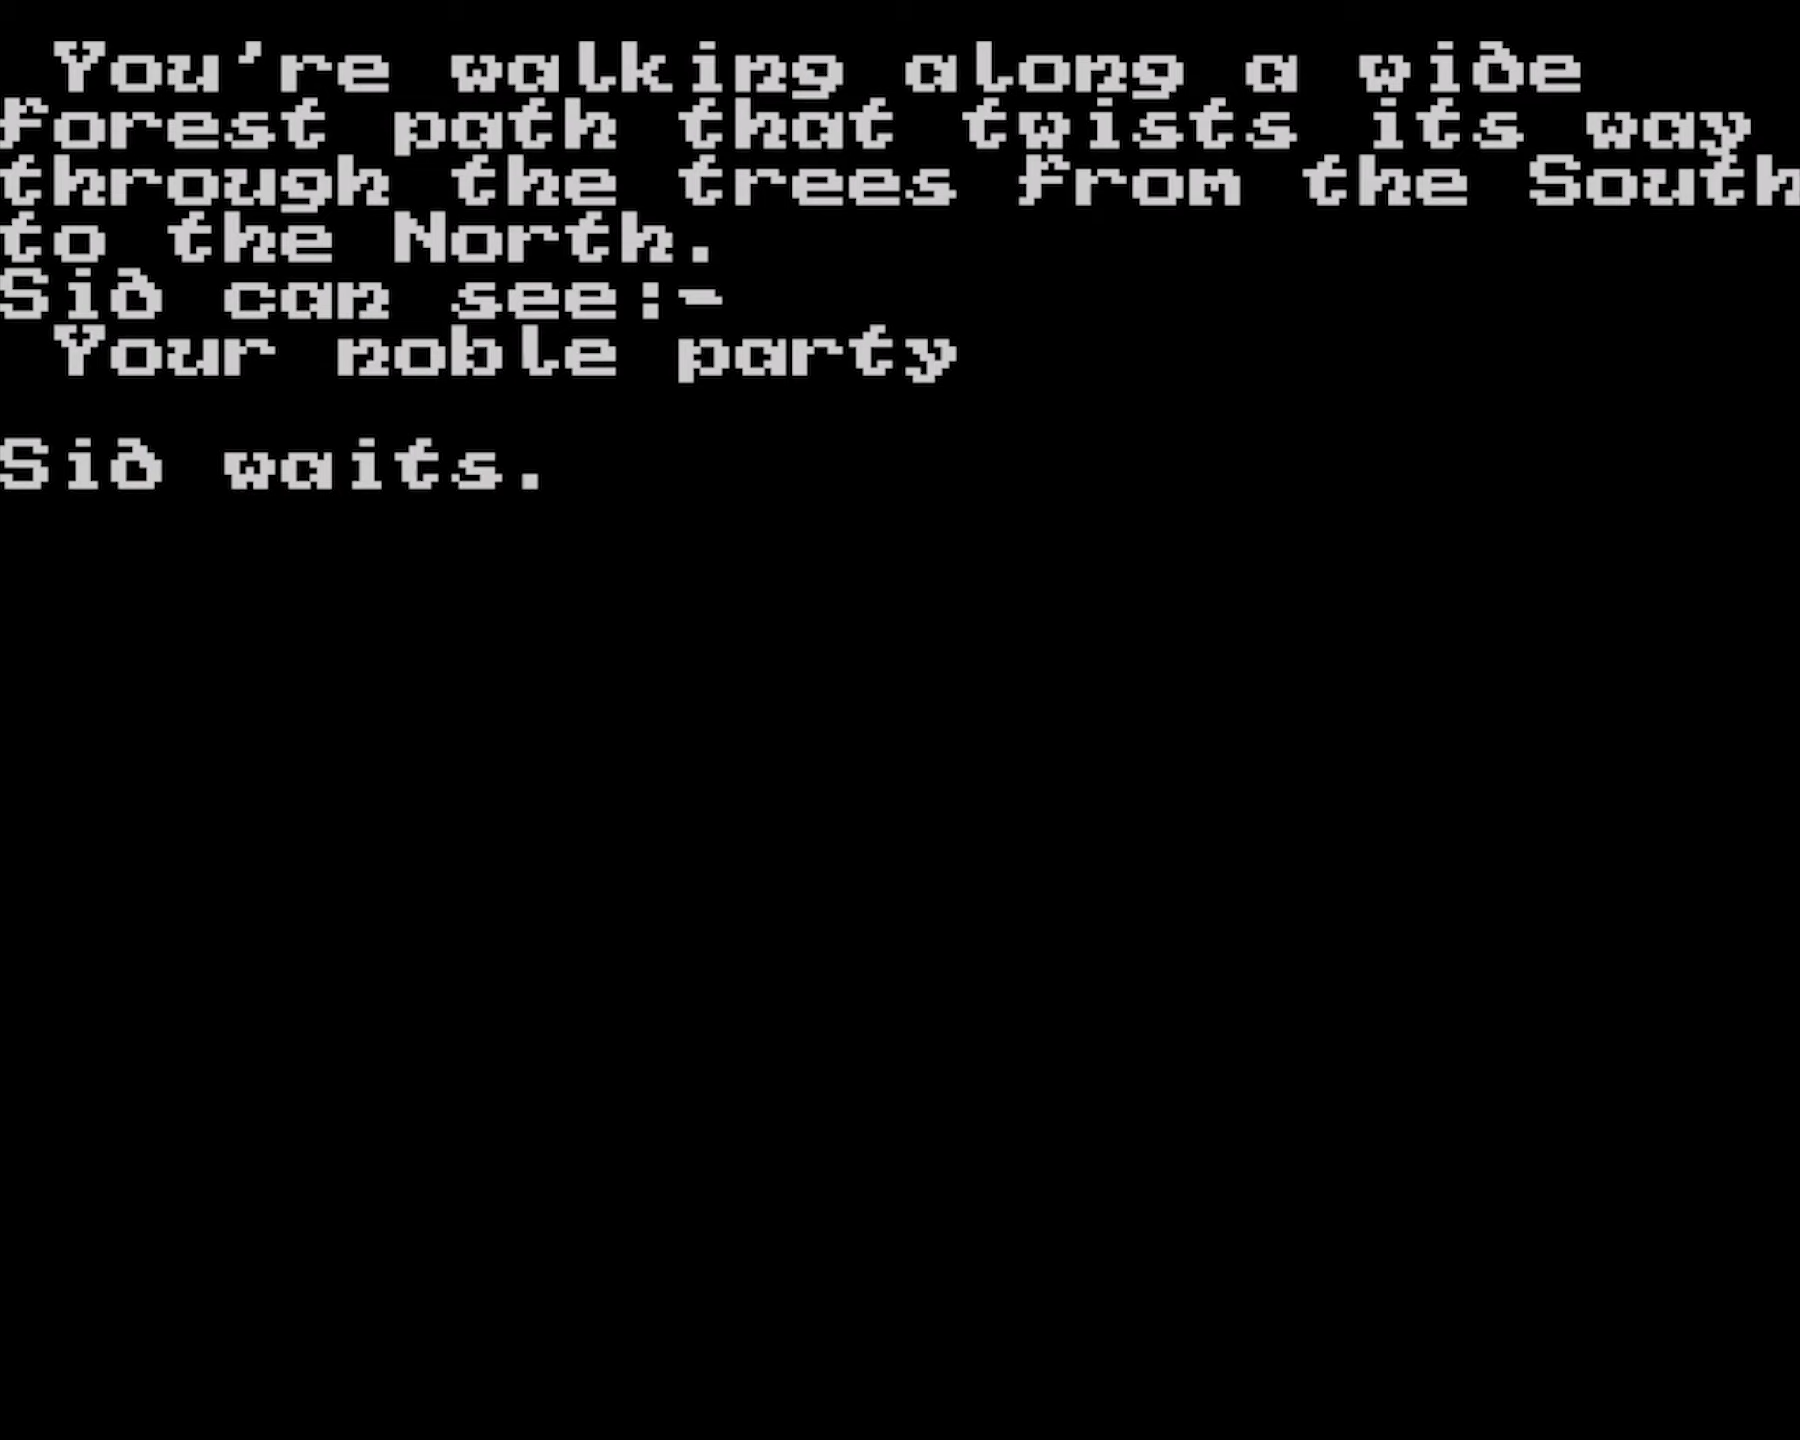 You're walking along a wide
forest path that twists its way
through the trees from the South
to the North.
Sid can see:-
Your noble party
Sid waits.